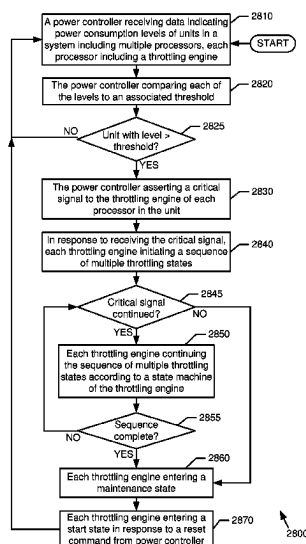 A power controller receiving data indicating
power consumption levels of units in a
system including multiple processors, each
processor including a throttling engine
2810
START
The power controller comparing each of
the levels to an associated threshold
2820
Unit with level >
threshold?
2825
NO
YES
The power controller asserting a critical
signal to the throttling engine of each
processor in the unit
2830
In response to receiving the critical signal,
each throttling engine initiating a sequence
of multiple throttling states
2840
Critical signal
continued?
2845
NO
YES
2850
Each throttling engine continuing
the sequence of multiple throttling
states according to a state machine
of the throttling engine
Sequence
complete?
2855
NO
YES
2860
Each throttling engine entering a
maintenance state
Each throttling engine entering a
start state in response to a reset
command from power controller
2870
2800